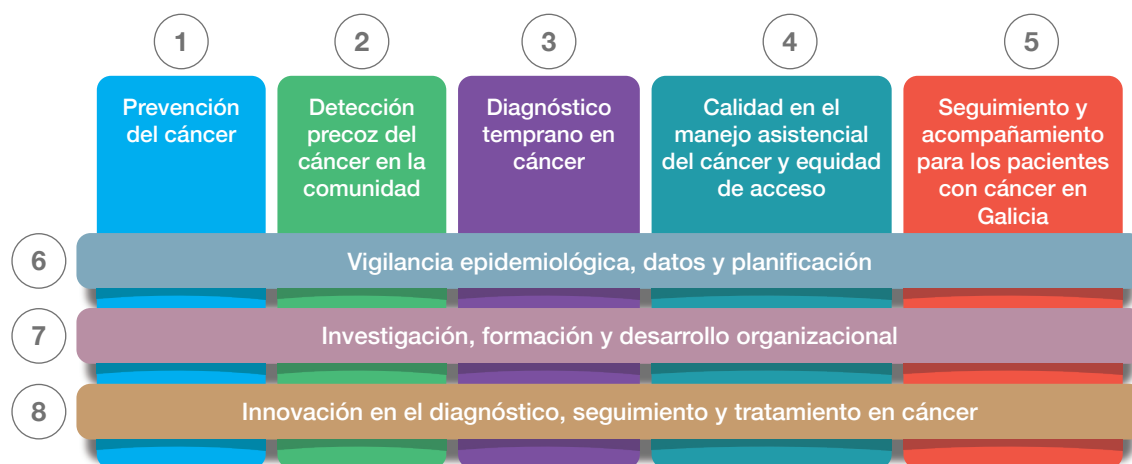 1
Prevención
del cáncer
2
Detección
precoz del
cáncer en la
comunidad
3
Diagnóstico
temprano en
cáncer
4
Calidad en el
manejo asistencial
del cáncer y equidad
de acceso
5
Seguimiento y
acompañamiento
para los pacientes
con cáncer en
Galicia
6
Vigilancia epidemiológica, datos y planificación
7
Investigación, formación y desarrollo organizacional
8
Innovación en el diagnóstico, seguimiento y tratamiento en cáncer